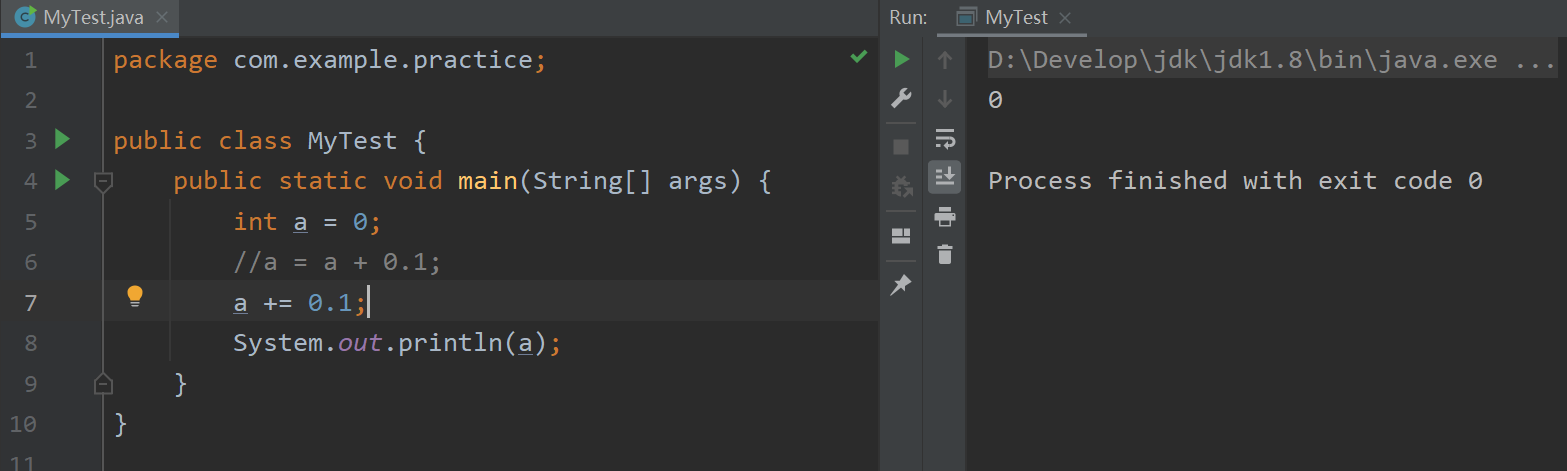 MyTest.java
1 package com.example.practice;
2
3 public class MyTest {
4 public static void main(String[] args) {
5 int a = 0;
6 //a = a + 0.1;
7 a += 0.1;
8 System.out.println(a);
9 }
10 }
11
Run: MyTest
D:\Develop\jdk\jdk1.8\bin\java.exe ...
0
Process finished with exit code 0